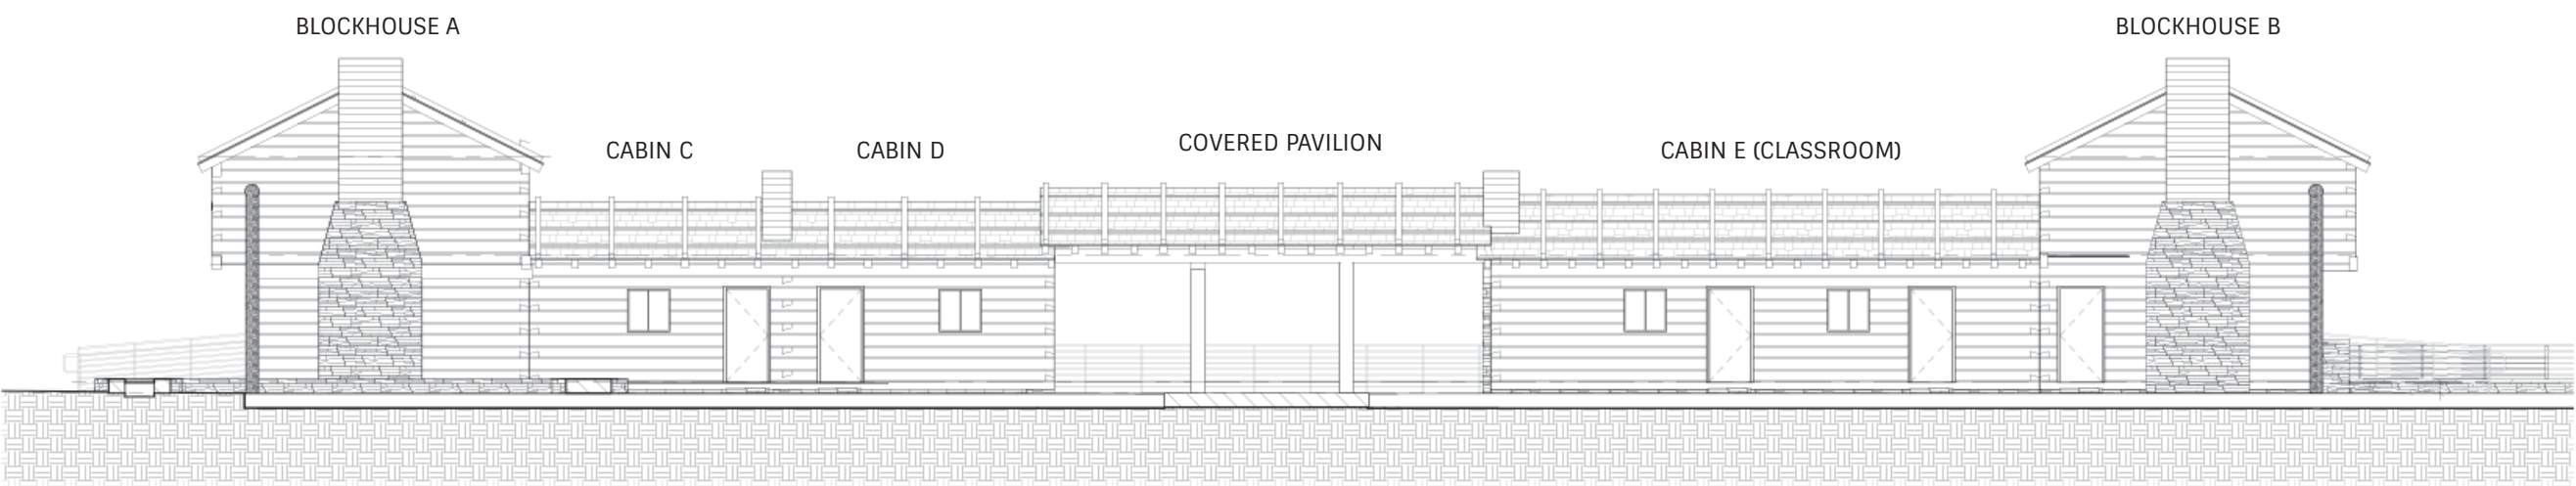 BLOCKHOUSE A
BLOCKHOUSE B
CABIN C
CABIN D
COVERED PAVILION
CABIN E (CLASSROOM)